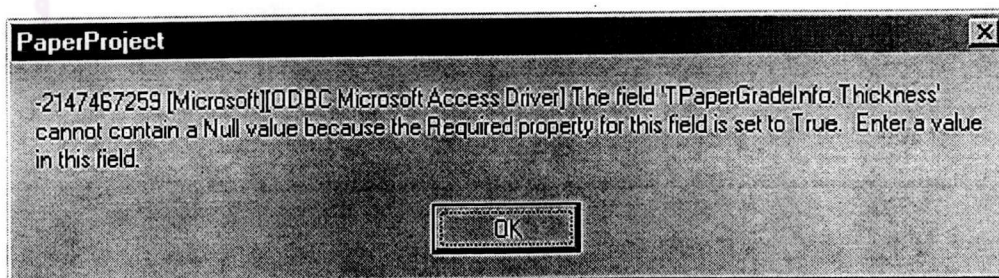 PaperProject
-2147467259 [Microsoft][ODBC Microsoft Access Driver] The field 'TPaperGradeInfo.Thickness'
cannot contain a Null value because the Required property for this field is set to True.  Enter a value
in this field.
OK